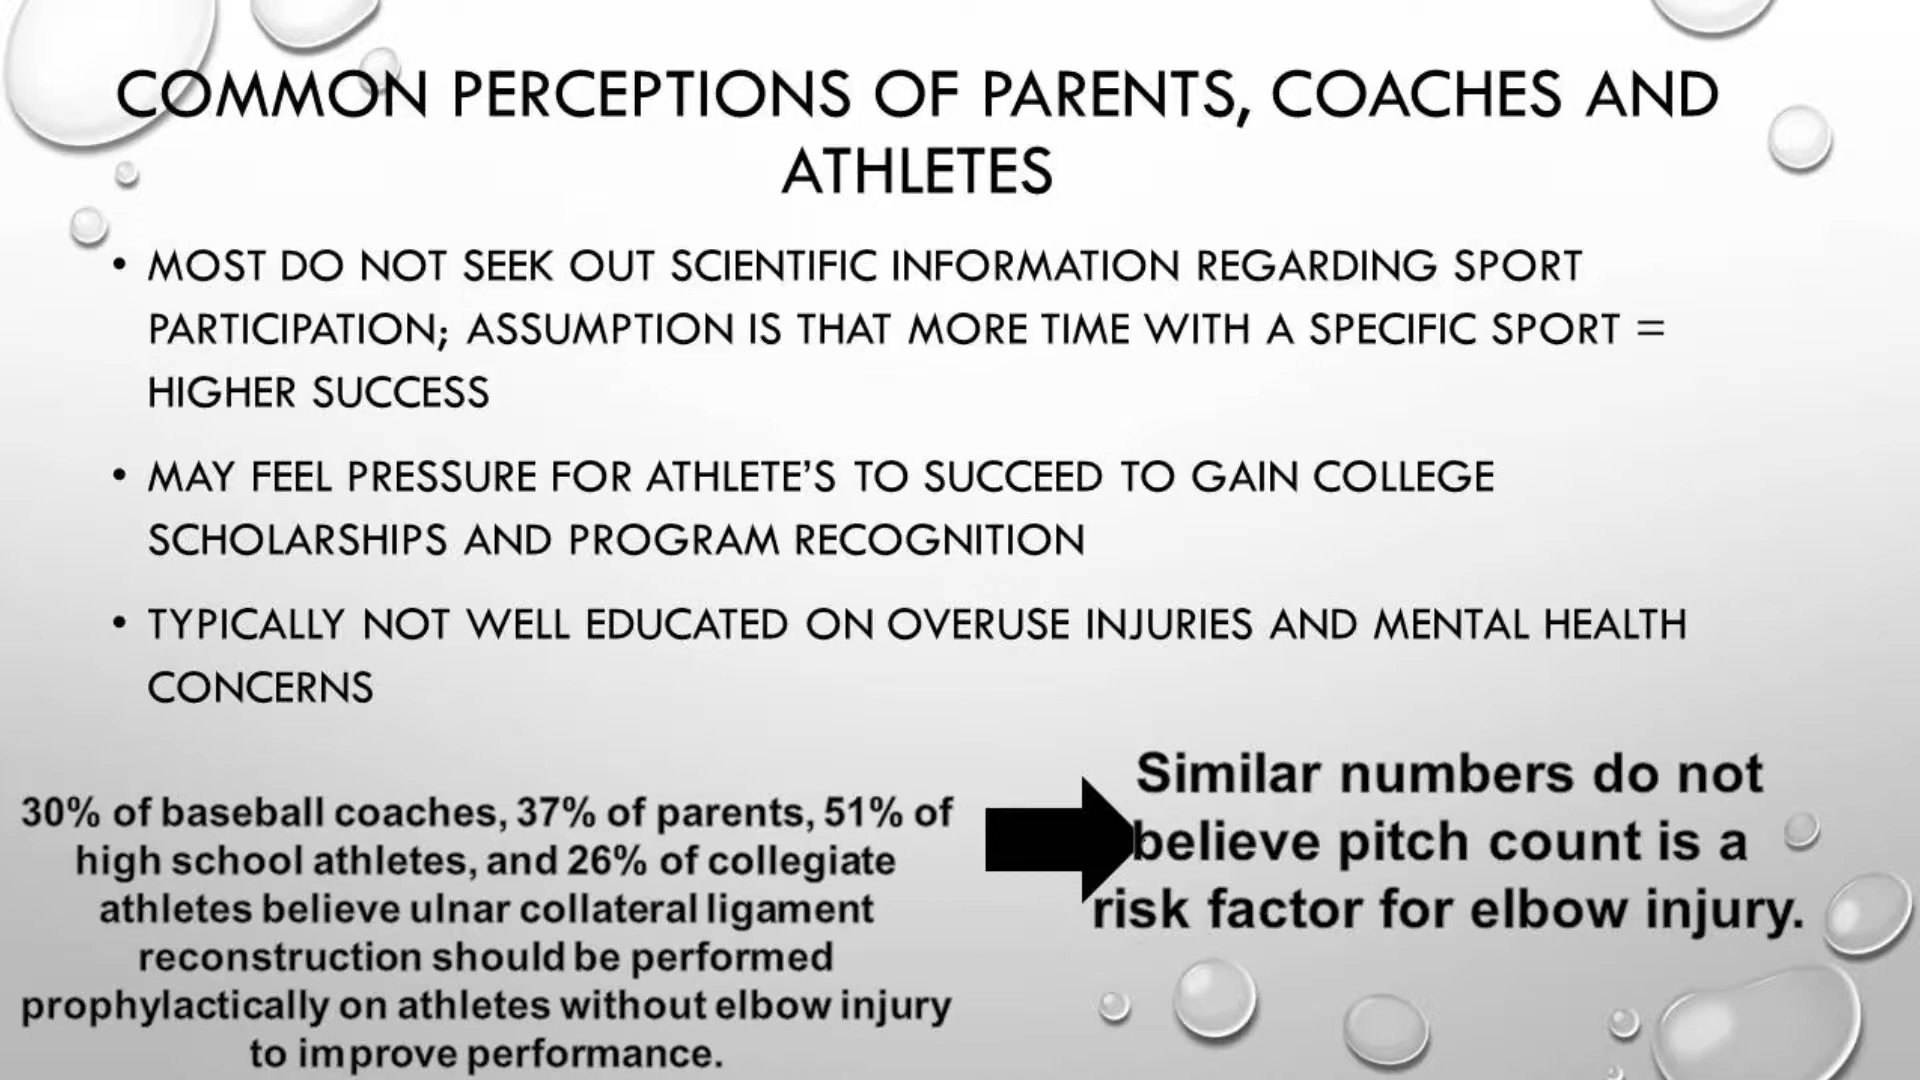 COMMON PERCEPTIONS OF PARENTS, COACHES AND
ATHLETES
• MOST DO NOT SEEK OUT SCIENTIFIC INFORMATION REGARDING SPORT
PARTICIPATION; ASSUMPTION IS THAT MORE TIME WITH A SPECIFIC SPORT =
HIGHER SUCCESS
• MAY FEEL PRESSURE FOR ATHLETE'S TO SUCCEED TO GAIN COLLEGE
SCHOLARSHIPS AND PROGRAM RECOGNITION
• TYPICALLY NOT WELL EDUCATED ON OVERUSE INJURIES AND MENTAL HEALTH
CONCERNS
30% of baseball coaches, 37% of parents, 51% of
high school athletes, and 26% of collegiate
athletes believe ulnar collateral ligament
reconstruction should be performed
prophylactically on athletes without elbow injury
to improve performance.
Similar numbers do not
believe pitch count is a
risk factor for elbow injury.